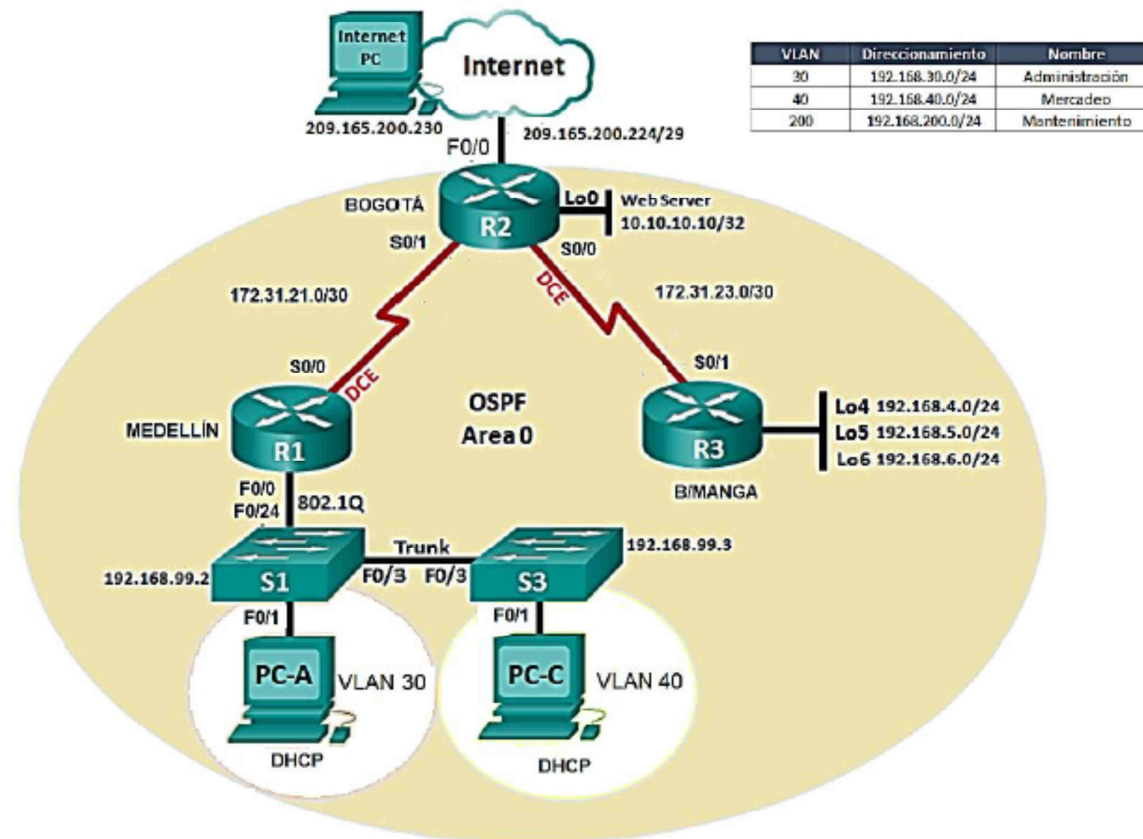 Internet
PC
Internet
209.165.200.230
209.165.200.224/29
F0/0
VLAN Direccionamiento Nombre
30 192.168.30.0/24 Administración
40 192.168.40.0/24 Mercadeo
200 192.168.200.0/24 Mantenimiento
BOGOTÁ
R2
Lo0
Web Server
10.10.10.10/32
S0/1
S0/0
DCE
172.31.21.0/30
172.31.23.0/30
S0/0
DCE
S0/1
OSPF
Area 0
MEDELLÍN
R1
R3
B/MANGA
Lo4 192.168.4.0/24
Lo5 192.168.5.0/24
Lo6 192.168.6.0/24
F0/0
F0/24
802.1Q
Trunk
192.168.99.2
S1
F0/3
F0/3
S3
192.168.99.3
F0/1
F0/1
PC-A
VLAN 30
PC-C
VLAN 40
DHCP
DHCP